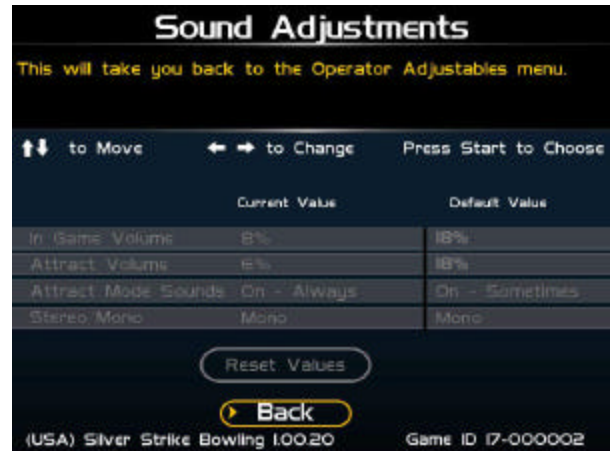 Sound Adjustments
This will take you back to the Operator Adjustables menu.
to Move to Change Press Start to Choose
Current Value Default Value
In Game Volume 8% 18%
Attract Volume 6% 18%
Attract Mode Sounds On - Always On - Sometimes
Stereo Mono Mono Mono
Reset Values
Back
(USA) Silver Strike Bowling 1.00.20 Game ID 17-000002